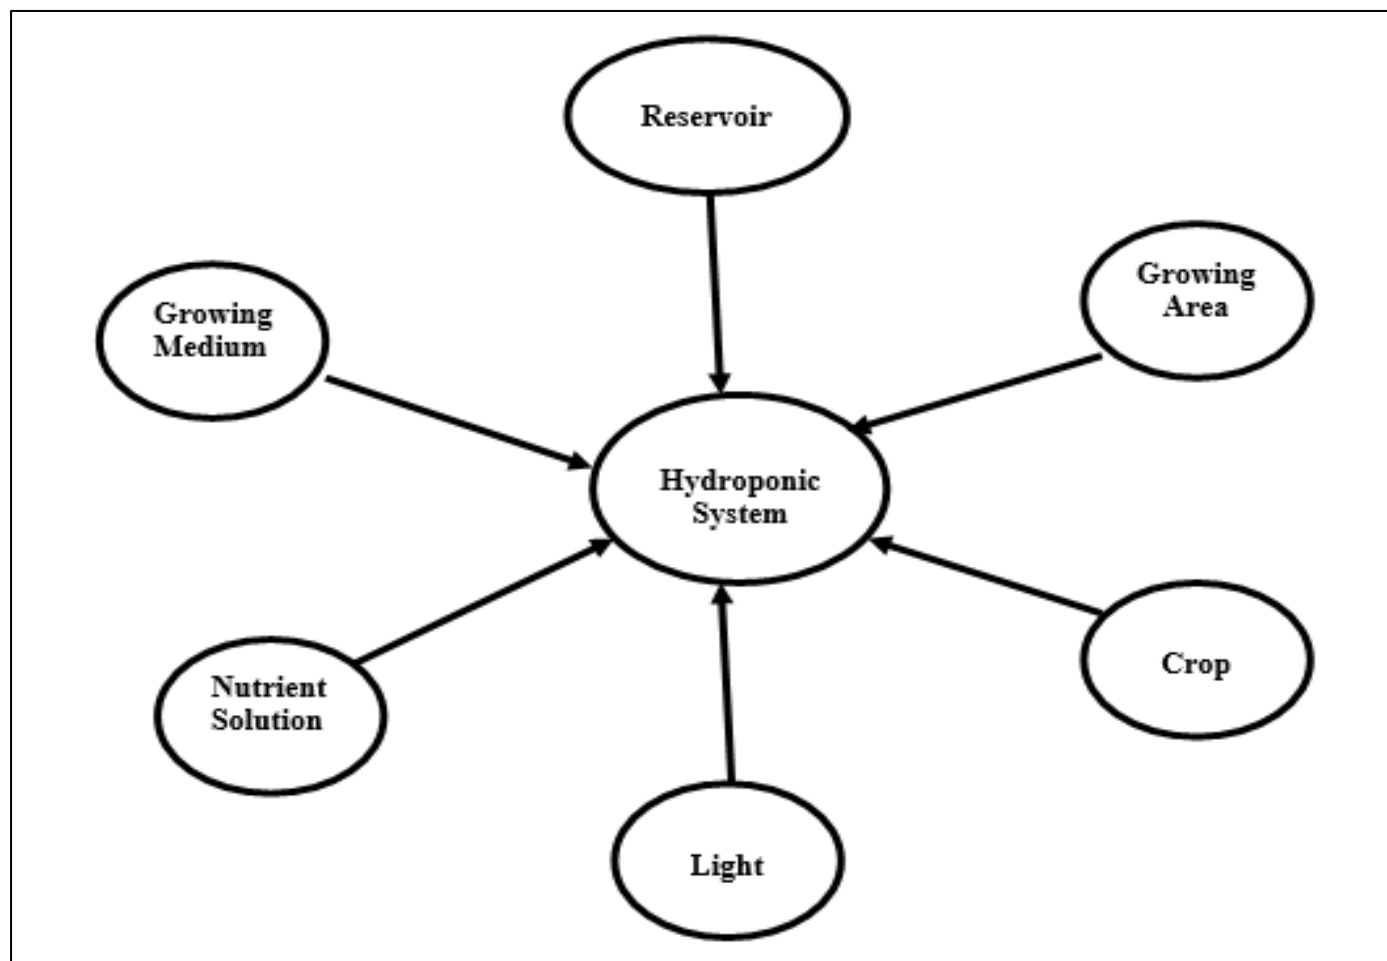 Reservoir
Growing
Area
Growing
Medium
Hydroponic
System
Crop
Nutrient
Solution
Light